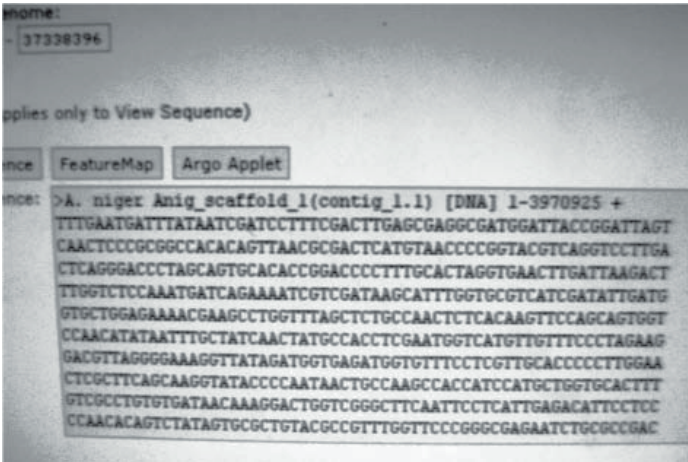 enome:
- 37338396
pplies only to View Sequence)
ence FeatureMap Argo Applet
nce: >A. niger Anig_scaffold_1(contig_1.1) [DNA] 1-3970925 +
TTTGAATGATTTATAATCGATCCTTTCGACTTGAGCGAGGCGATGGATTACCGGATTAGT
CAACTCCCGCGGCCACACAGTTAACGCGACTCATGTAACCCCGGTACGTCAGGTCCTTGA
CTCAGGGACCCTAGCAGTGCACACCGGACCCCTTTGCACTAGGTGAACTTGATTAAGACT
TTGGTCTCCAAATGATCAGAAAATCGTCGATAAGCATTTGGTGCGTCATCGATATTGATG
GTGCTGGAGAAAACGAAGCCTGGTTTAGCTCTGCCAACTCTCACAAGTTCCAGCAGTGGT
CCAACATATAATTTGCTATCAACTATGCCACCTCGAATGGTCATGTTGTTTCCCTAGAAG
GACGTTAGGGGAAAGGTTATAGATGGTGAGATGGTGTTTCCTCGTTGCACCCCCTTGGAA
CTCGCTTCAGCAAGGTATACCCCAATAACTGCCAAGCCACCATCCATGCTGGTGCACTTT
GTCGCCTGTGTGATAACAAAGGACTGGTCGGGCTTCAATTCCTCATTGAGACATTCCTCC
CCAACACAGTCTATAGTGCGCTGTACGCCGTTTGGTTCCCGGGCGAGAATCTGCGCCGAC